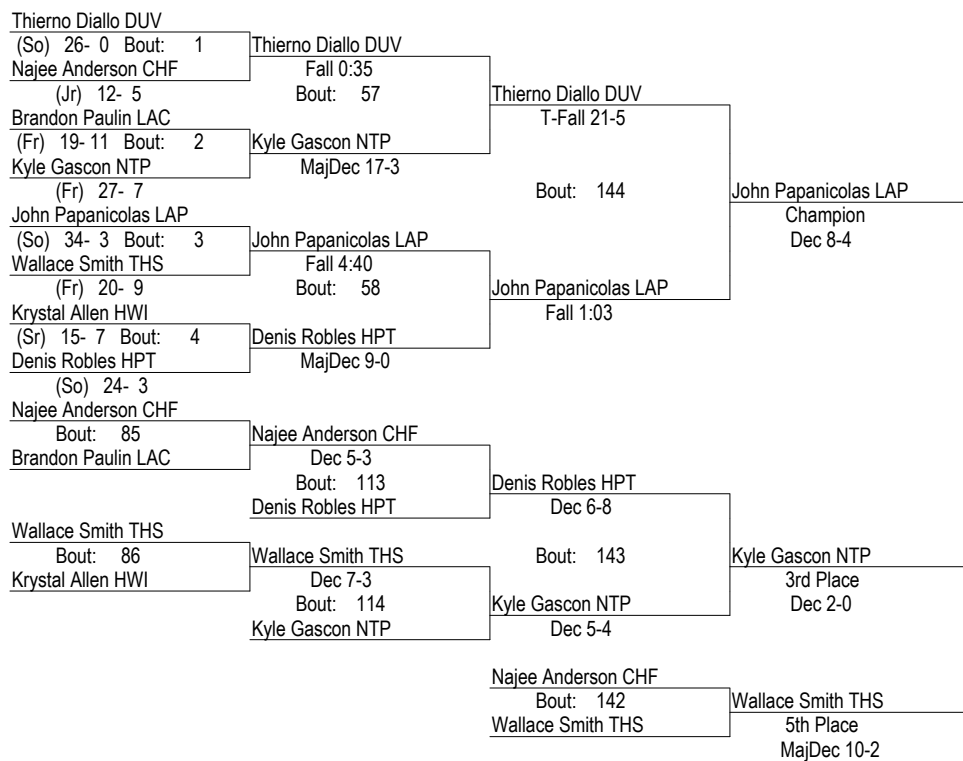 Thierno Diallo DUV
(So) 26- 0 Bout: 1
Thierno Diallo DUV
Najee Anderson CHF
Fall 0:35
(Jr) 12- 5
Bout: 57
Thierno Diallo DUV
Brandon Paulin LAC
T-Fall 21-5
(Fr) 19- 11 Bout: 2
Kyle Gascon NTP
Kyle Gascon NTP
MajDec 17-3
(Fr) 27- 7
Bout: 144
John Papanicolas LAP
John Papanicolas LAP
Champion
(So) 34- 3 Bout: 3
John Papanicolas LAP
Dec 8-4
Wallace Smith THS
Fall 4:40
(Fr) 20- 9
Bout: 58
John Papanicolas LAP
Krystal Allen HWI
Fall 1:03
(Sr) 15- 7 Bout: 4
Denis Robles HPT
Denis Robles HPT
MajDec 9-0
(So) 24- 3
Najee Anderson CHF
Bout: 85
Najee Anderson CHF
Brandon Paulin LAC
Dec 5-3
Bout: 113
Denis Robles HPT
Denis Robles HPT
Dec 6-8
Wallace Smith THS
Bout: 86
Wallace Smith THS
Bout: 143
Kyle Gascon NTP
Krystal Allen HWI
Dec 7-3
3rd Place
Bout: 114
Kyle Gascon NTP
Dec 2-0
Kyle Gascon NTP
Dec 5-4
Najee Anderson CHF
Bout: 142
Wallace Smith THS
Wallace Smith THS
5th Place
MajDec 10-2